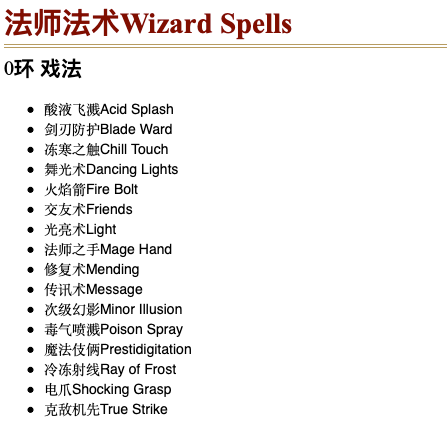 法师法术Wizard Spells
0环 戏法
酸液飞溅Acid Splash
剑刃防护Blade Ward
冻寒之触Chill Touch
舞光术Dancing Lights
火焰箭Fire Bolt
交友术Friends
光亮术Light
法师之手Mage Hand
修复术Mending
传讯术Message
次级幻影Minor Illusion
毒气喷溅Poison Spray
魔法伎俩Prestidigitation
冷冻射线Ray of Frost
电爪Shocking Grasp
克敌机先True Strike